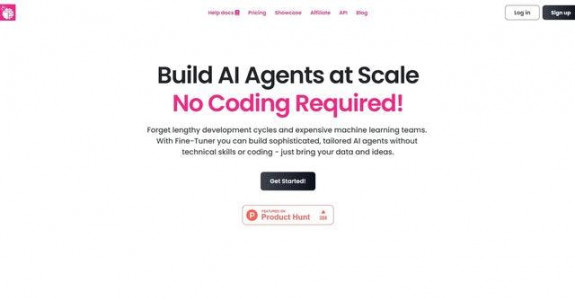 Help docs Pricing Showcase Affiliate API Blog Log in Sign up
Build AI Agents at Scale
No Coding Required!
Forget lengthy development cycles and expensive machine learning teams.
With Fine-Tuner you can build sophisticated, tailored AI agents without
technical skills or coding - just bring your data and ideas.
Get Started!
FEATURED ON
Product Hunt